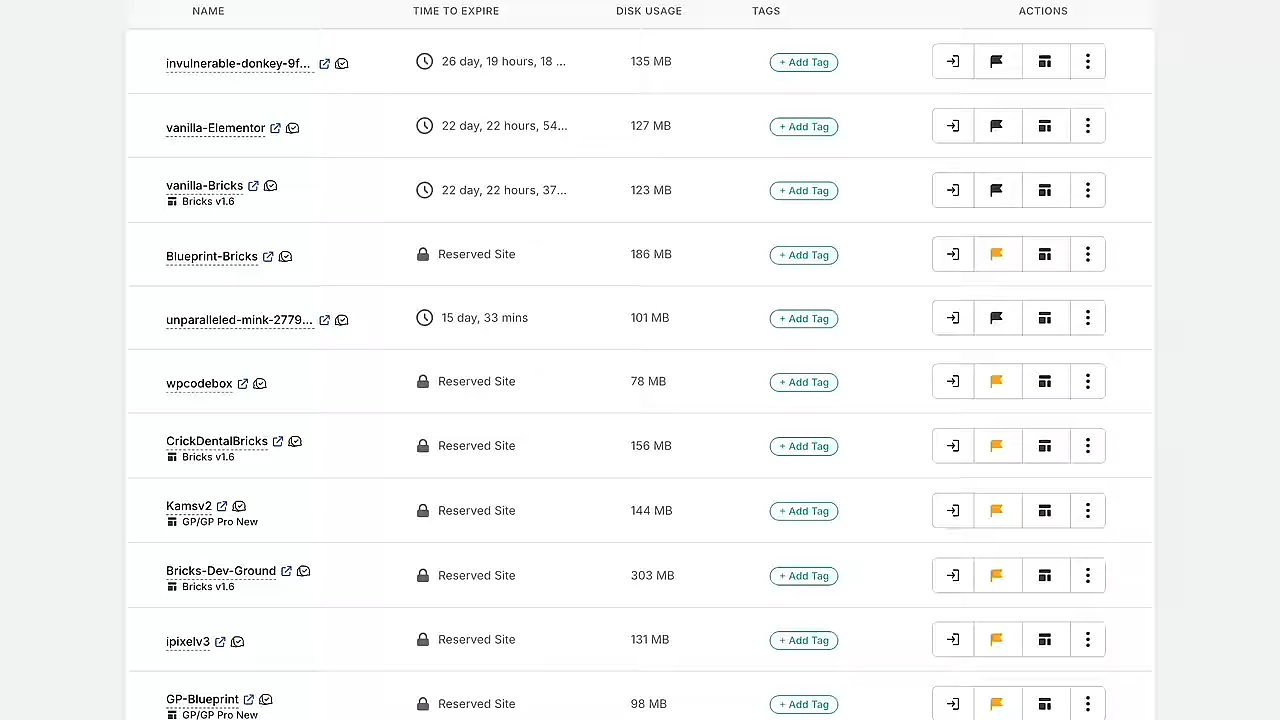 NAME TIME TO EXPIRE DISK USAGE TAGS ACTIONS
invulnerable-donkey-9f... 26 day, 19 hours, 18 ... 135 MB + Add Tag
vanilla-Elementor 22 day, 22 hours, 54... 127 MB + Add Tag
vanilla-Bricks 22 day, 22 hours, 37... 123 MB + Add Tag
Bricks v1.6
Blueprint-Bricks Reserved Site 186 MB + Add Tag
unparalleled-mink-2779... 15 day, 33 mins 101 MB + Add Tag
wpcodebox Reserved Site 78 MB + Add Tag
CrickDentalBricks Reserved Site 156 MB + Add Tag
Bricks v1.6
Kamsv2 Reserved Site 144 MB + Add Tag
GP/GP Pro New
Bricks-Dev-Ground Reserved Site 303 MB + Add Tag
Bricks v1.6
ipixelv3 Reserved Site 131 MB + Add Tag
GP-Blueprint Reserved Site 98 MB + Add Tag
GP/GP Pro New